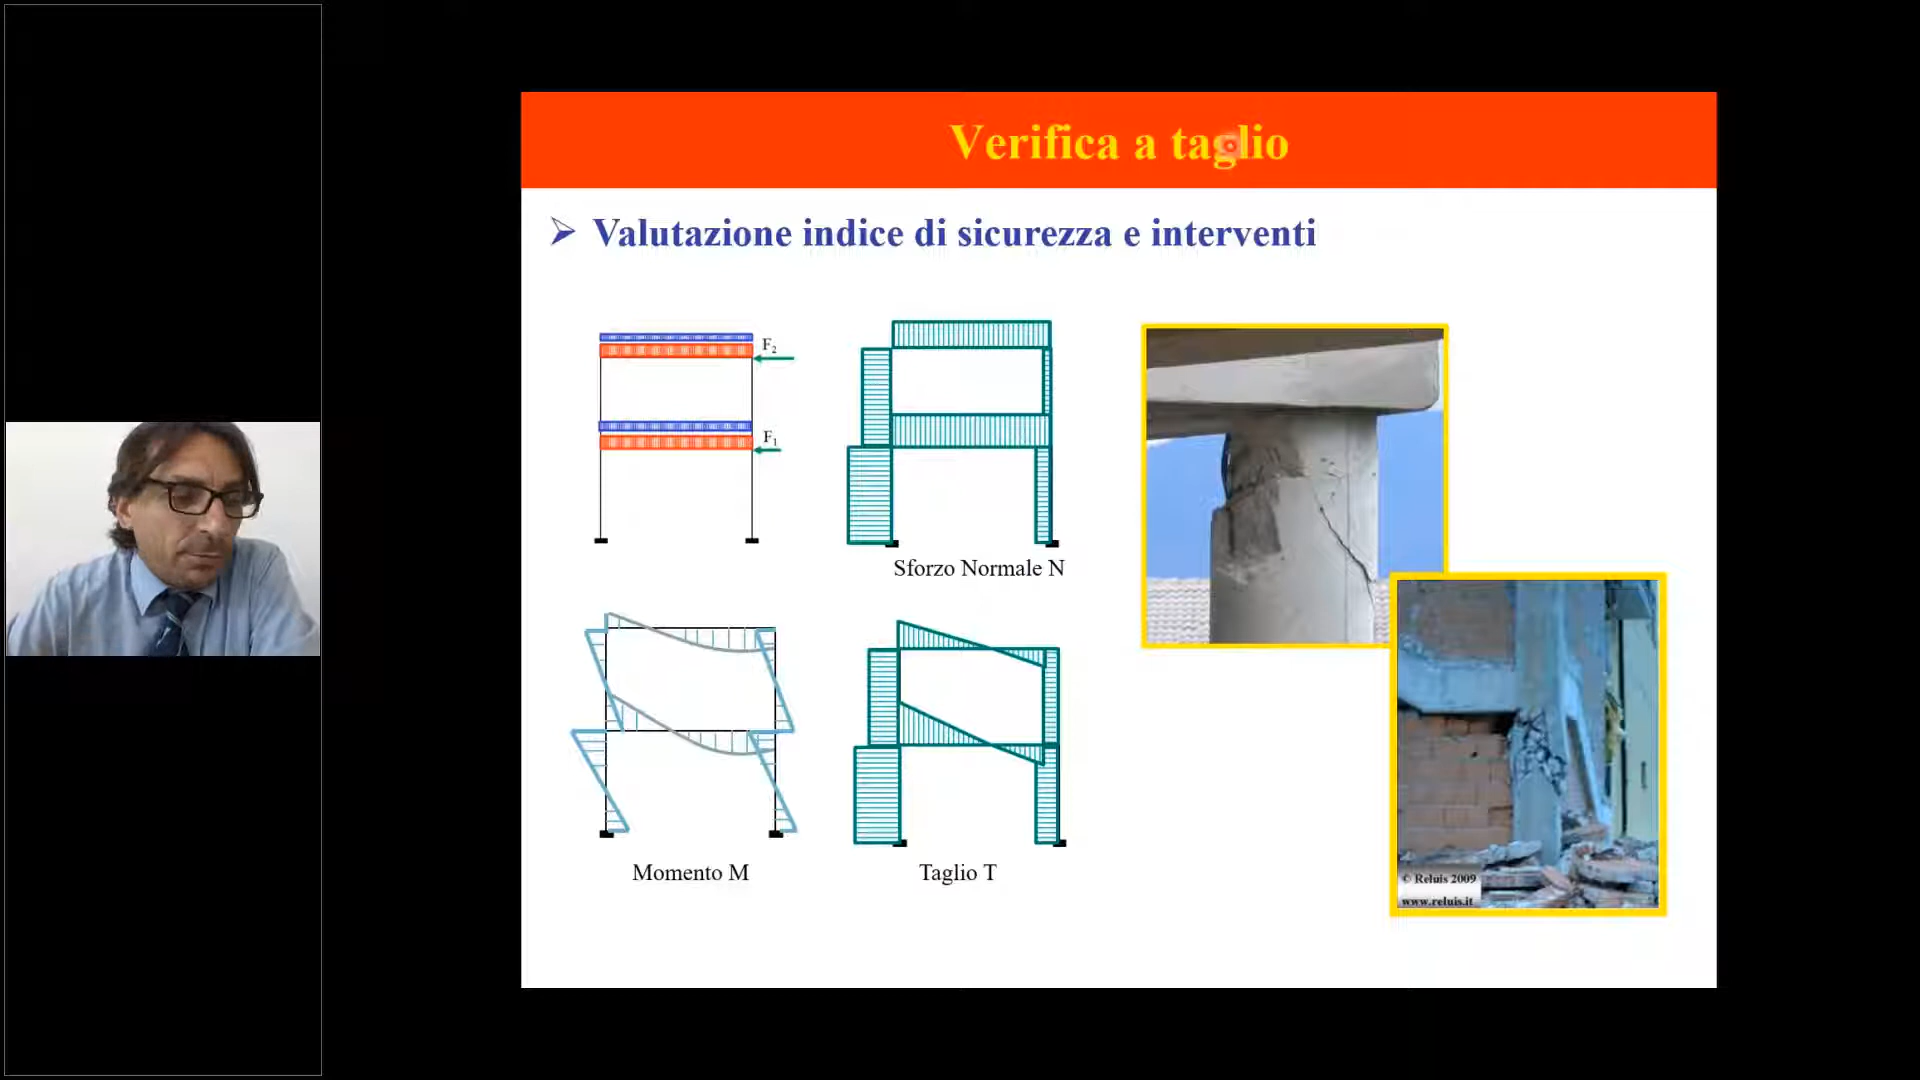 Verifica a taglio
Valutazione indice di sicurezza e interventi
F2
F1
Sforzo Normale N
Momento M
Taglio T
© Reluis 2009
www.reluis.it